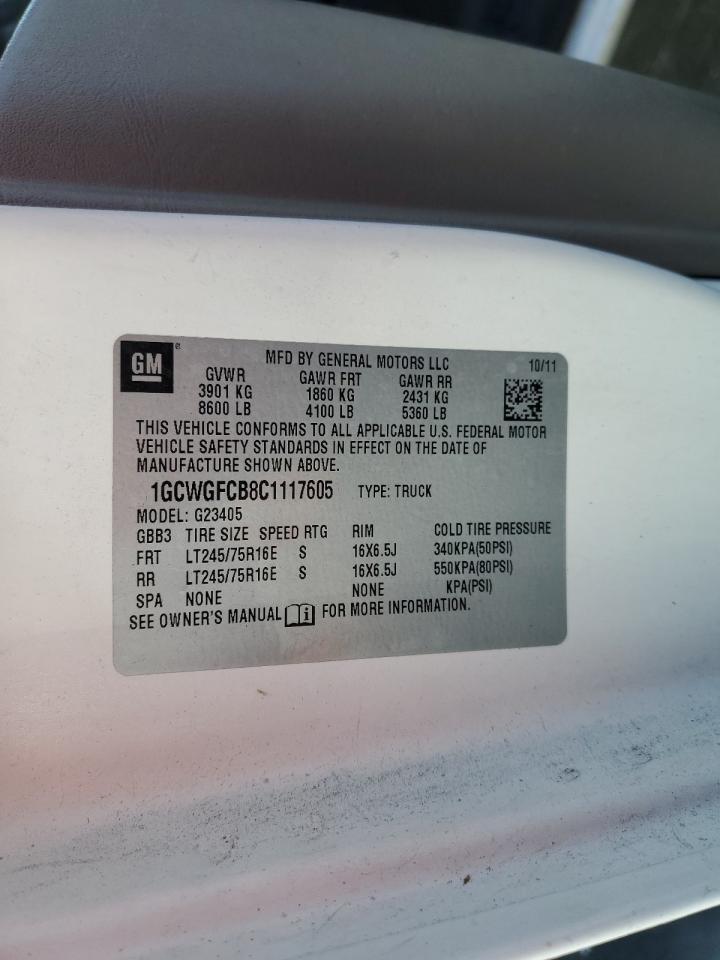 GM
MFD BY GENERAL MOTORS LLC 10/11
GVWR GAWR FRT GAWR RR
3901 KG 1860 KG 2431 KG
8600 LB 4100 LB 5360 LB
THIS VEHICLE CONFORMS TO ALL APPLICABLE U.S. FEDERAL MOTOR
VEHICLE SAFETY STANDARDS IN EFFECT ON THE DATE OF
MANUFACTURE SHOWN ABOVE.
1GCWGFCB8C1117605 TYPE: TRUCK
MODEL: G23405
GBB3 TIRE SIZE SPEED RTG RIM COLD TIRE PRESSURE
FRT LT245/75R16E S 16X6.5J 340KPA(50PSI)
RR LT245/75R16E S 16X6.5J 550KPA(80PSI)
SPA NONE NONE KPA(PSI)
SEE OWNER'S MANUAL i FOR MORE INFORMATION.